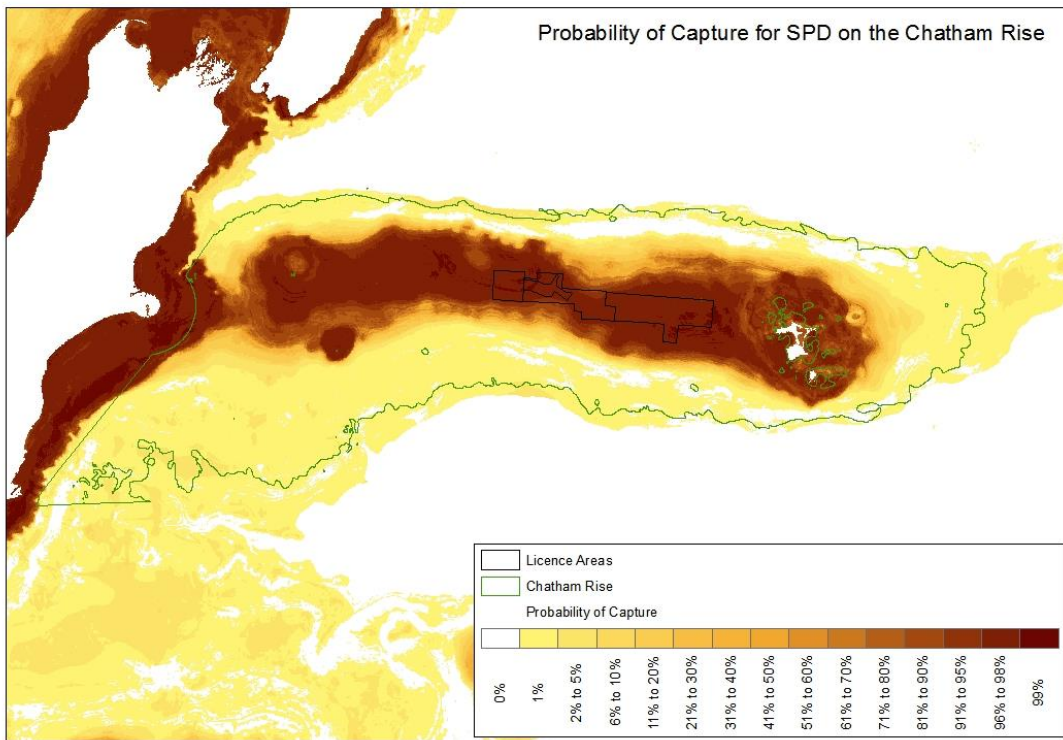 Probability of Capture for SPD on the Chatham Rise
Licence Areas
Chatham Rise
Probability of Capture
0%
1%
2% to 5%
6% to 10%
11% to 20%
21% to 30%
31% to 40%
41% to 50%
51% to 60%
61% to 70%
71% to 80%
81% to 90%
91% to 95%
96% to 98%
99%